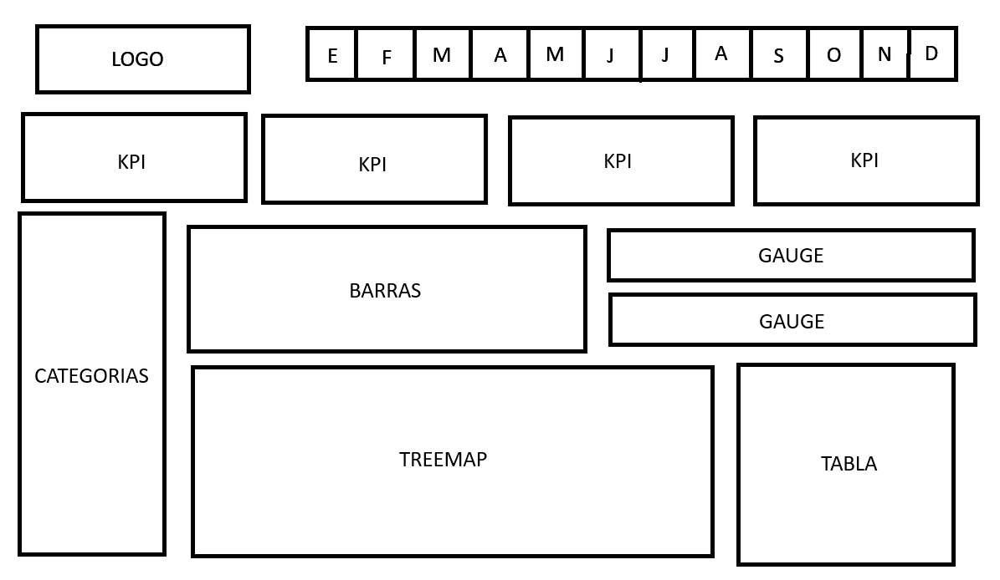 LOGO
E F M A M J J A S O N D
KPI KPI KPI KPI
CATEGORIAS
BARRAS
GAUGE
GAUGE
TREEMAP
TABLA